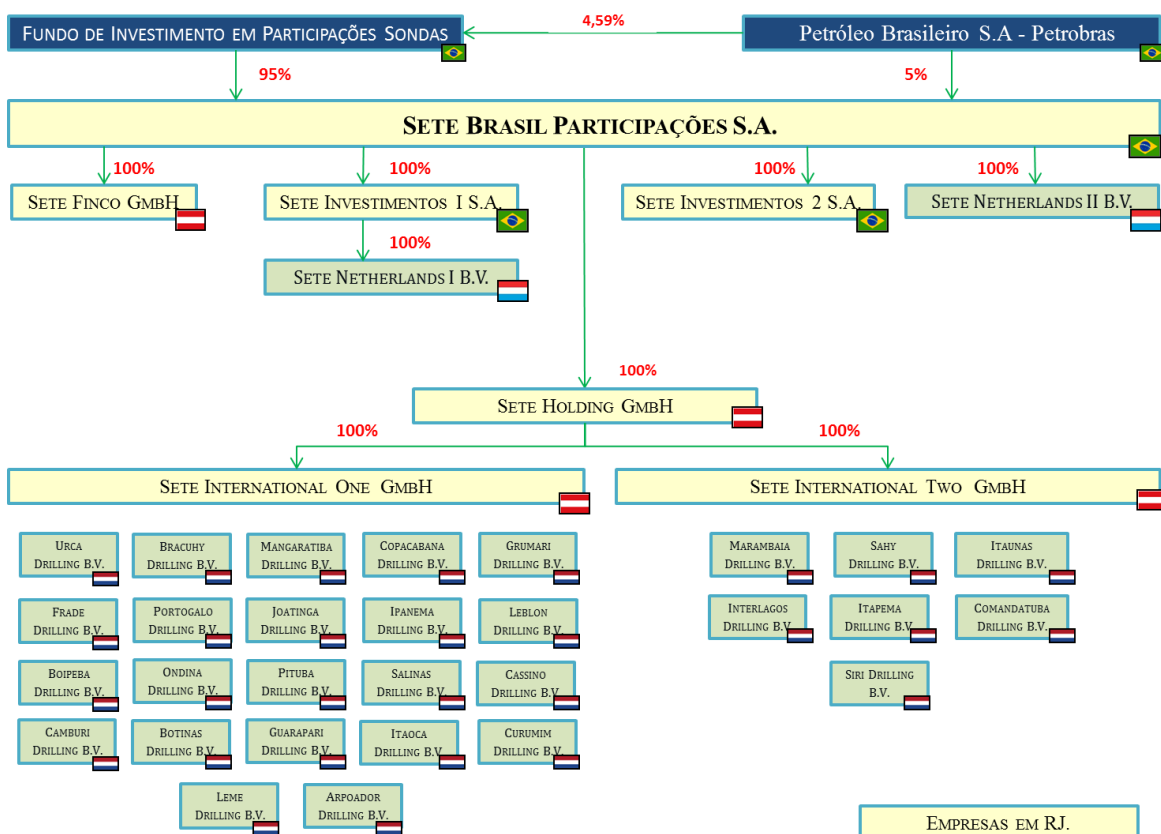 4,59%
FUNDO DE INVESTIMENTO EM PARTICIPAÇÕES SONDAS
Petróleo Brasileiro S.A - Petrobras
95%
5%
SETE BRASIL PARTICIPAÇÕES S.A.
100%
100%
100%
100%
SETE FINCO GMBH
SETE INVESTIMENTOS I S.A.
SETE INVESTIMENTOS 2 S.A.
SETE NETHERLANDS II B.V.
100%
SETE NETHERLANDS I B.V.
100%
SETE HOLDING GMBH
100%
100%
SETE INTERNATIONAL ONE GMBH
SETE INTERNATIONAL TWO GMBH
URCA
DRILLING B.V.
BRACUHY
DRILLING B.V.
MANGARATIBA
DRILLING B.V.
COPACABANA
DRILLING B.V.
GRUMARI
DRILLING B.V.
MARAMBAIA
DRILLING B.V.
SAHY
DRILLING B.V.
ITAUNAS
DRILLING B.V.
FRADE
DRILLING B.V.
PORTOGALO
DRILLING B.V.
JOATINGA
DRILLING B.V.
IPANEMA
DRILLING B.V.
LEBLON
DRILLING B.V.
INTERLAGOS
DRILLING B.V.
ITAPEMA
DRILLING B.V.
COMANDATUBA
DRILLING B.V.
BOIPEBA
DRILLING B.V.
ONDINA
DRILLING B.V.
PITUBA
DRILLING B.V.
SALINAS
DRILLING B.V.
CASSINO
DRILLING B.V.
SIRI DRILLING
B.V.
CAMBURI
DRILLING B.V.
BOTINAS
DRILLING B.V.
GUARAPARI
DRILLING B.V.
ITAOCA
DRILLING B.V.
CURUMIM
DRILLING B.V.
LEME
DRILLING B.V.
ARPOADOR
DRILLING B.V.
EMPRESAS EM RJ.